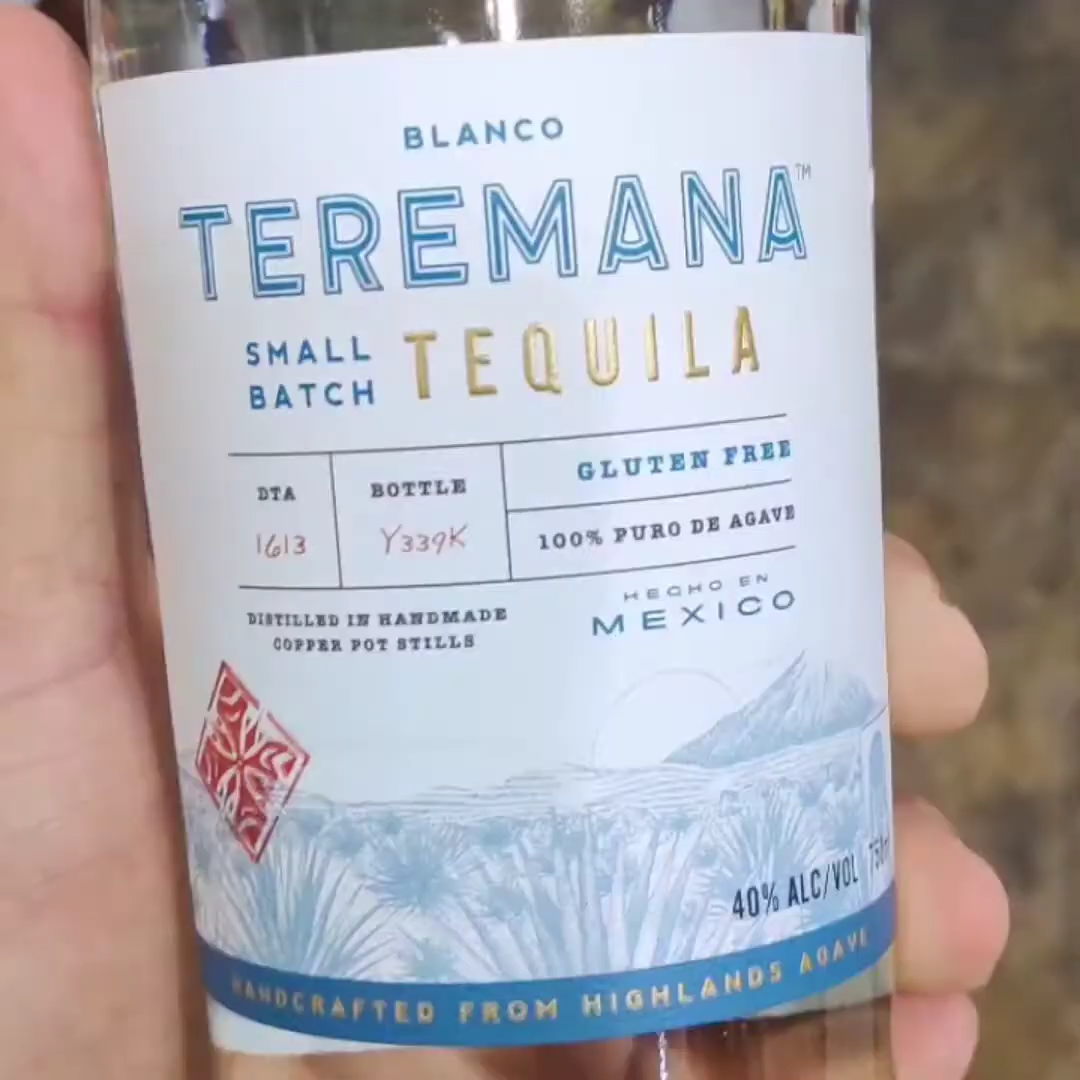 BLANCO
TEREMANA™
SMALL BATCH TEQUILA
DTA
1613
BOTTLE
Y339K
GLUTEN FREE
100% PURO DE AGAVE
DISTILLED IN HANDMADE
COPPER POT STILLS
HECHO EN
MEXICO
40% ALC/VOL
HANDCRAFTED FROM HIGHLANDS AGAVE